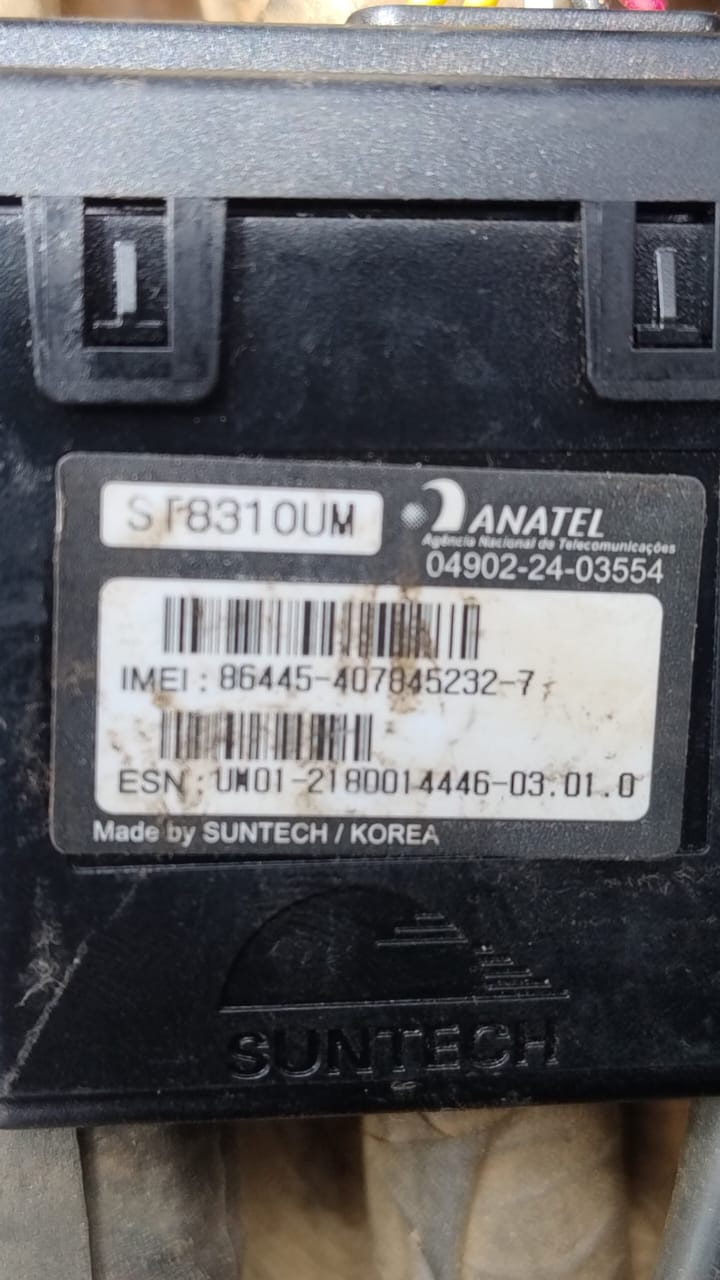 ST8310UM
ANATEL
Agência Nacional de Telecomunicações
04902-24-03554
IMEI : 86445-407845232-7
ESN : UM01-218D014446-03.01.0
Made by SUNTECH / KOREA
SUNTECH